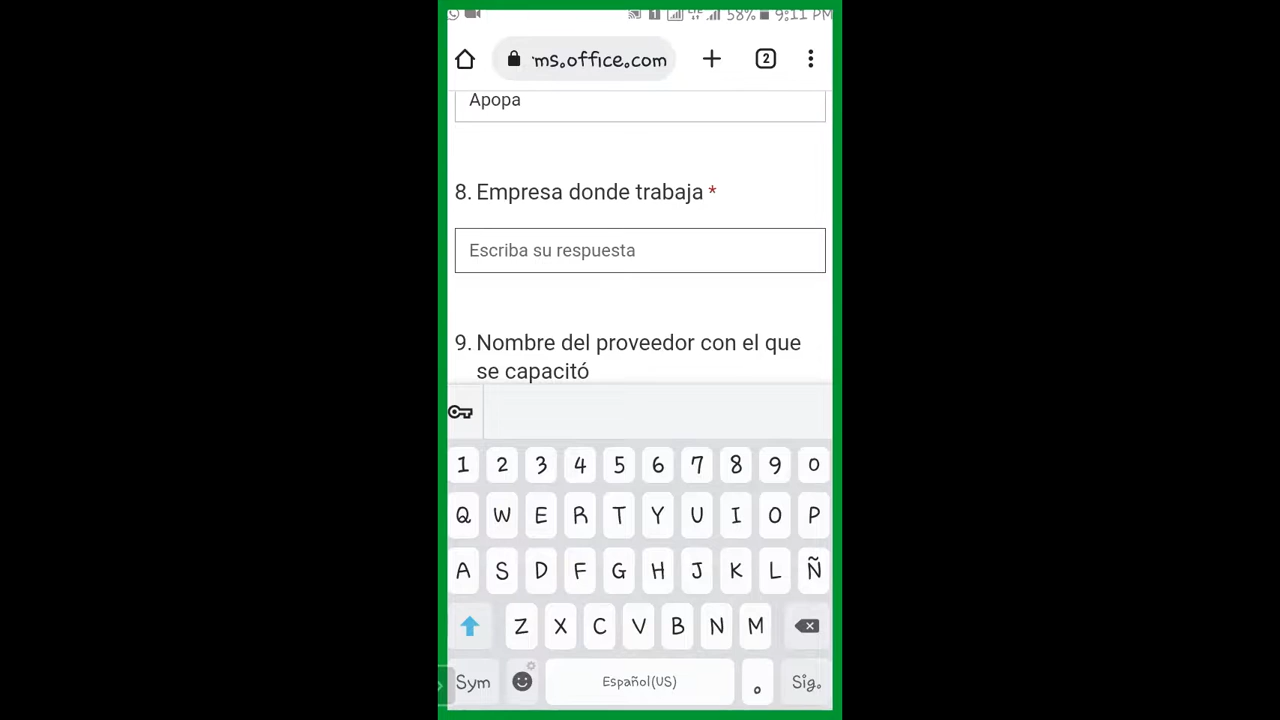 58% 9:11 PM
ms.office.com + 2
Apopa
8. Empresa donde trabaja *
Escriba su respuesta
9. Nombre del proveedor con el que
se capacitó
1 2 3 4 5 6 7 8 9 0
Q W E R T Y U I O P
A S D F G H J K L Ñ
Z X C V B N M
Sym Español(US) . Sig.